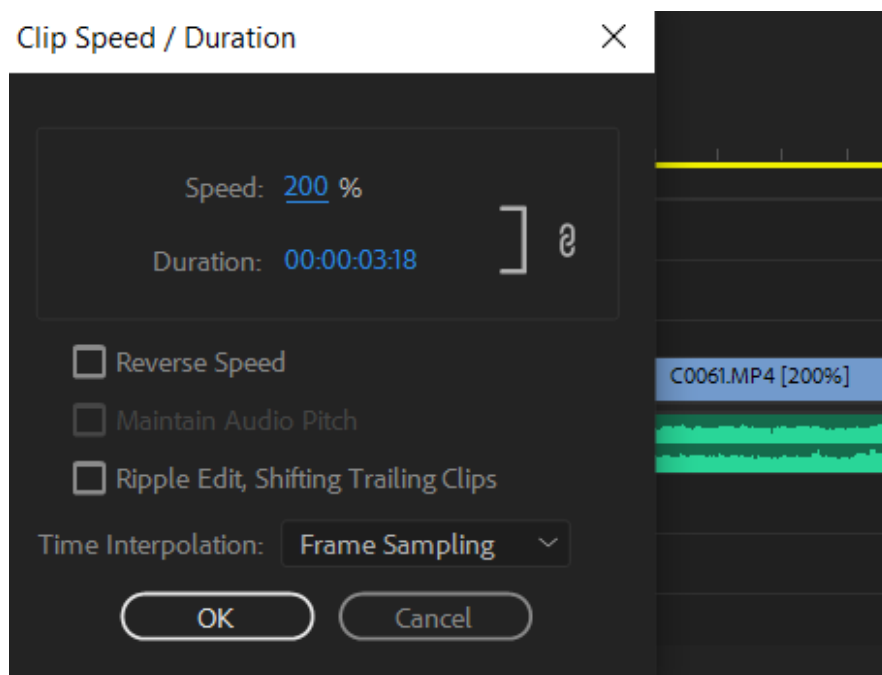 Clip Speed / Duration
Speed: 200 %
Duration: 00:00:03:18
Reverse Speed
C0061.MP4 [200%]
Maintain Audio Pitch
Ripple Edit, Shifting Trailing Clips
Time Interpolation: Frame Sampling
OK Cancel